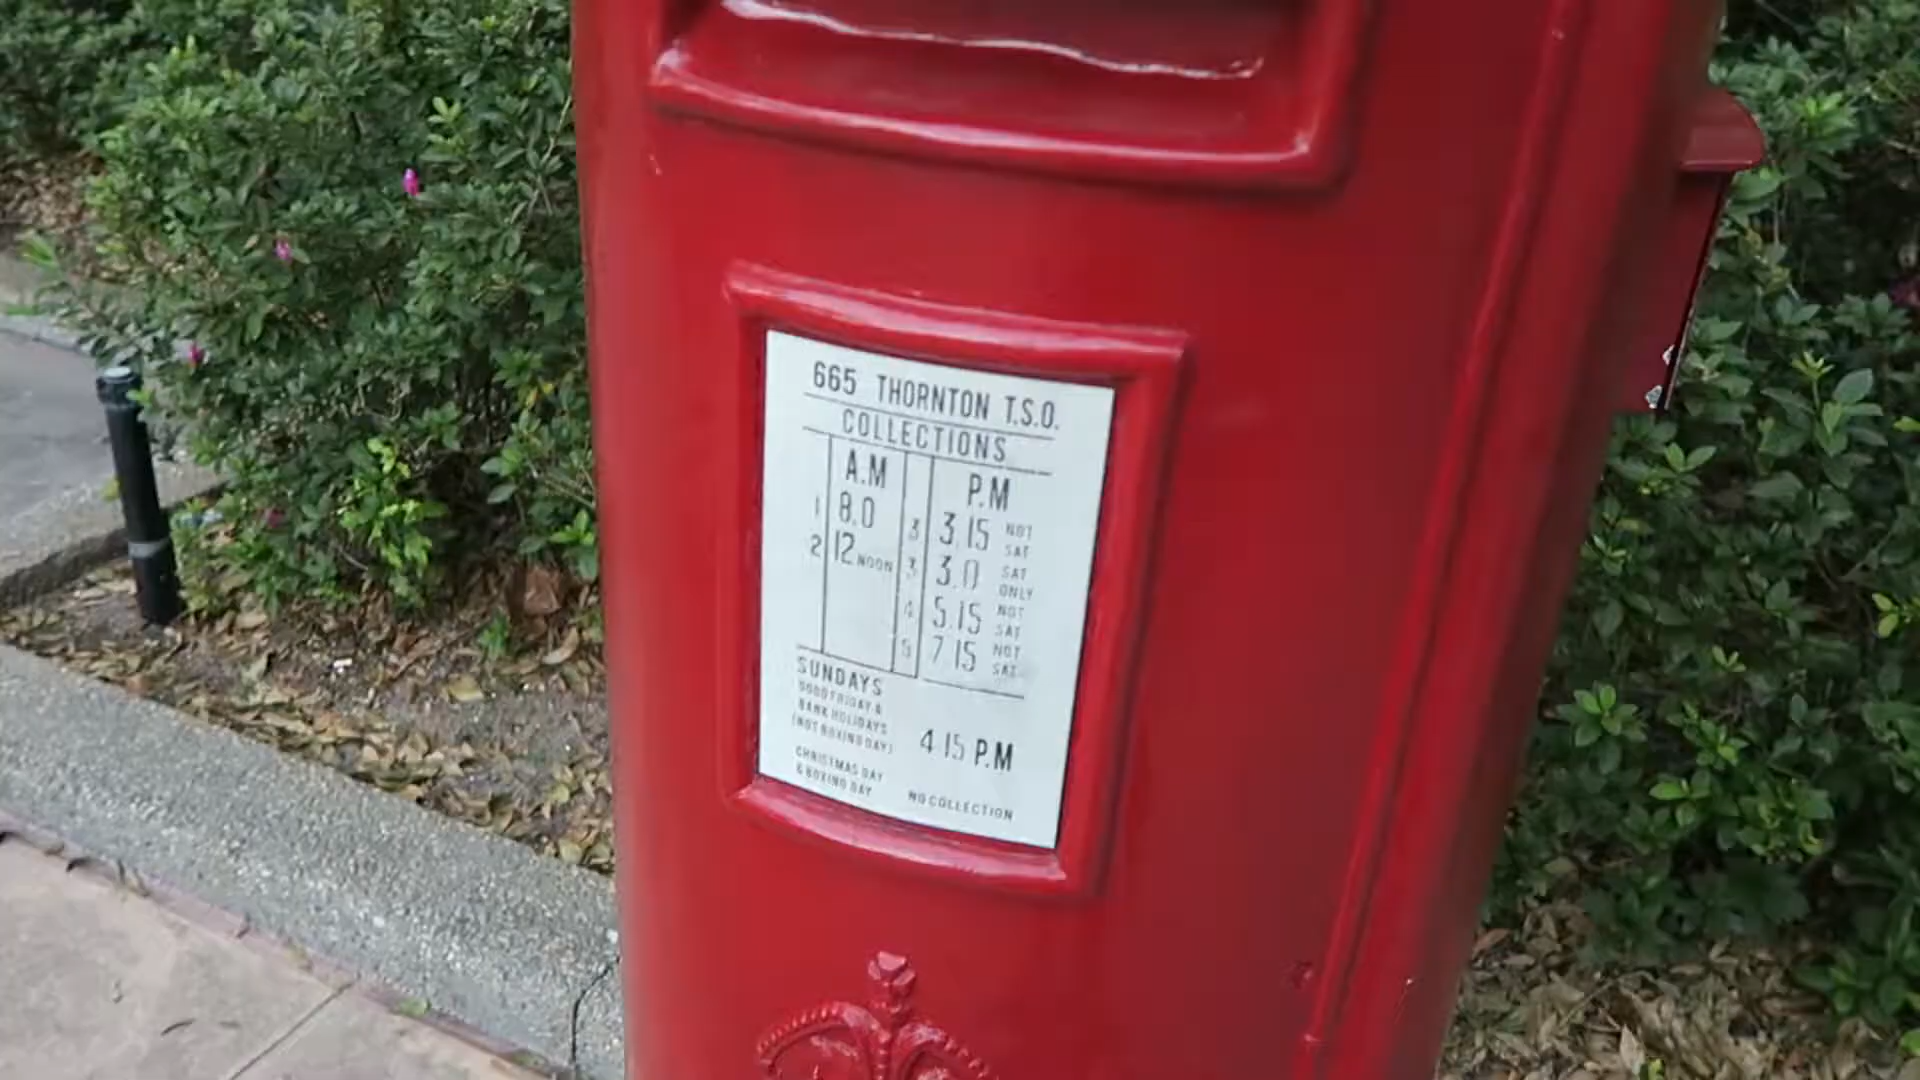 665 THORNTON T.S.O.
COLLECTIONS
A.M P.M
1 8.0 3 3.15 NOT SAT
2 12 NOON 3 3.0 SAT ONLY
4 5.15 NOT SAT
5 7.15 NOT SAT
SUNDAYS
GOOD FRIDAY &
BANK HOLIDAYS
(NOT BOXING DAY) 4 15 P.M
CHRISTMAS DAY
& BOXING DAY NO COLLECTION